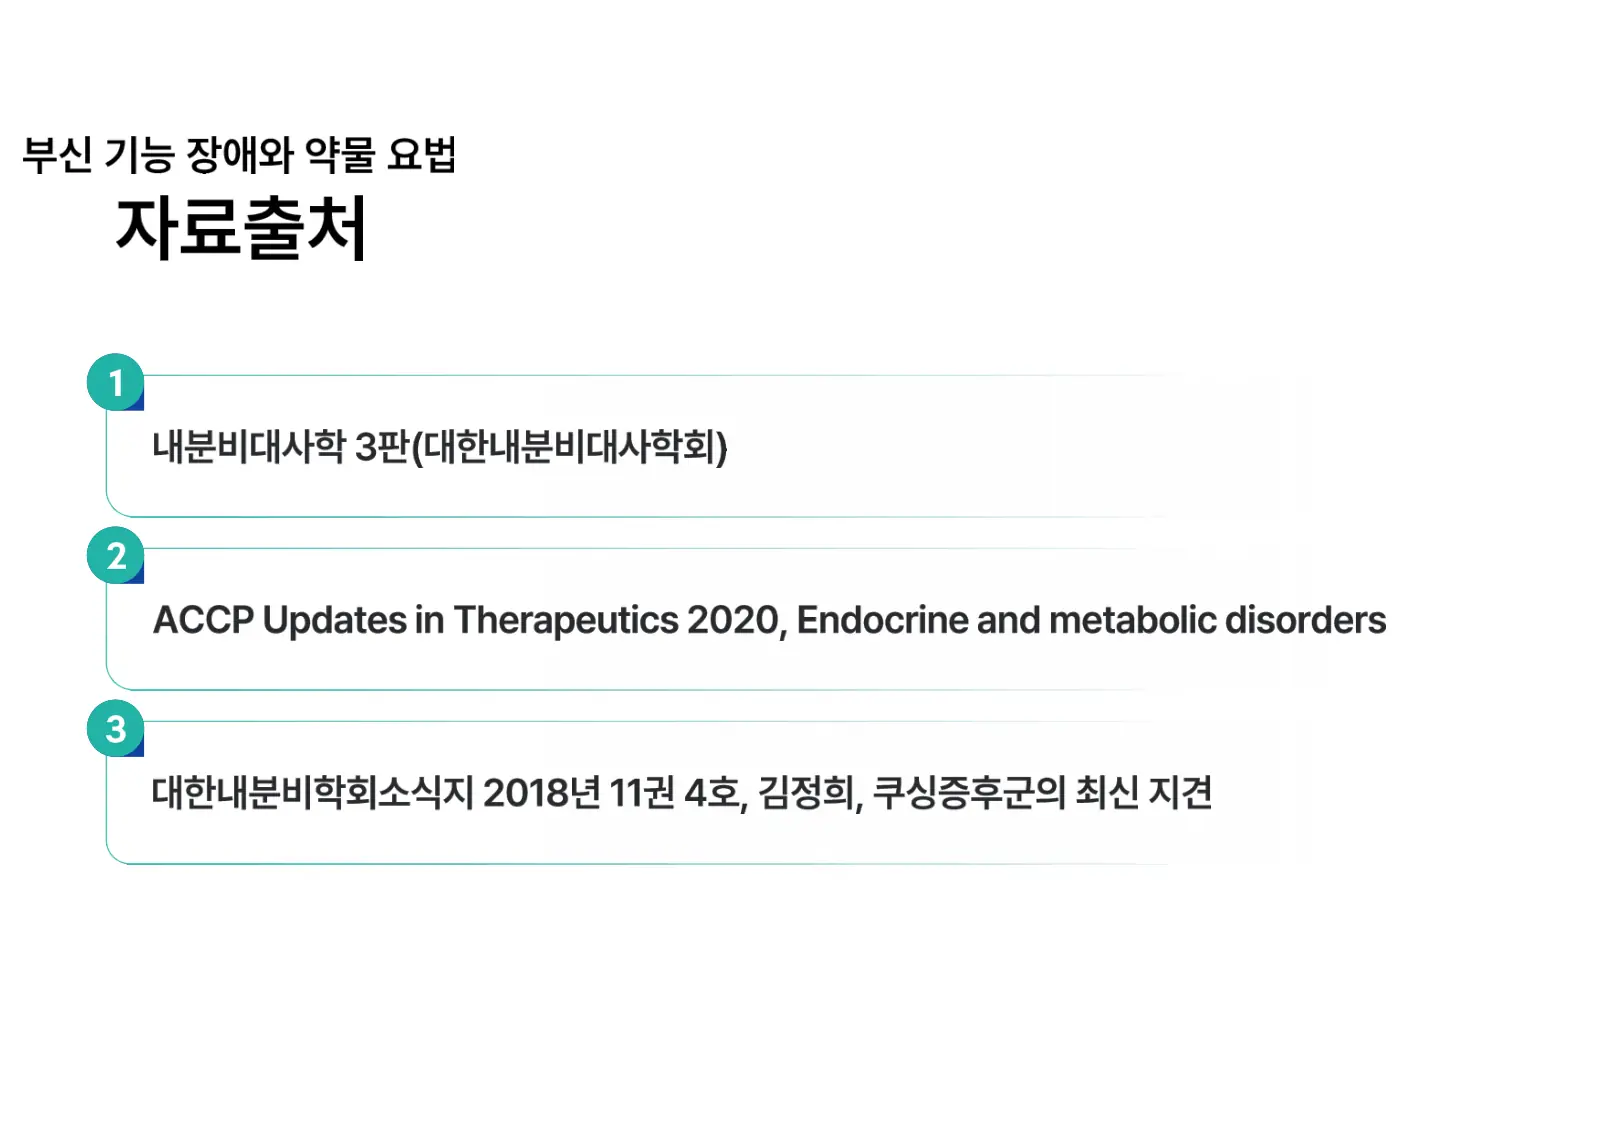 부신 기능 장애와 약물 요법
자료출처
1
내분비대사학 3판(대한내분비대사학회)
2
ACCP Updates in Therapeutics 2020, Endocrine and metabolic disorders
3
대한내분비학회소식지 2018년 11권 4호, 김정희, 쿠싱증후군의 최신 지견